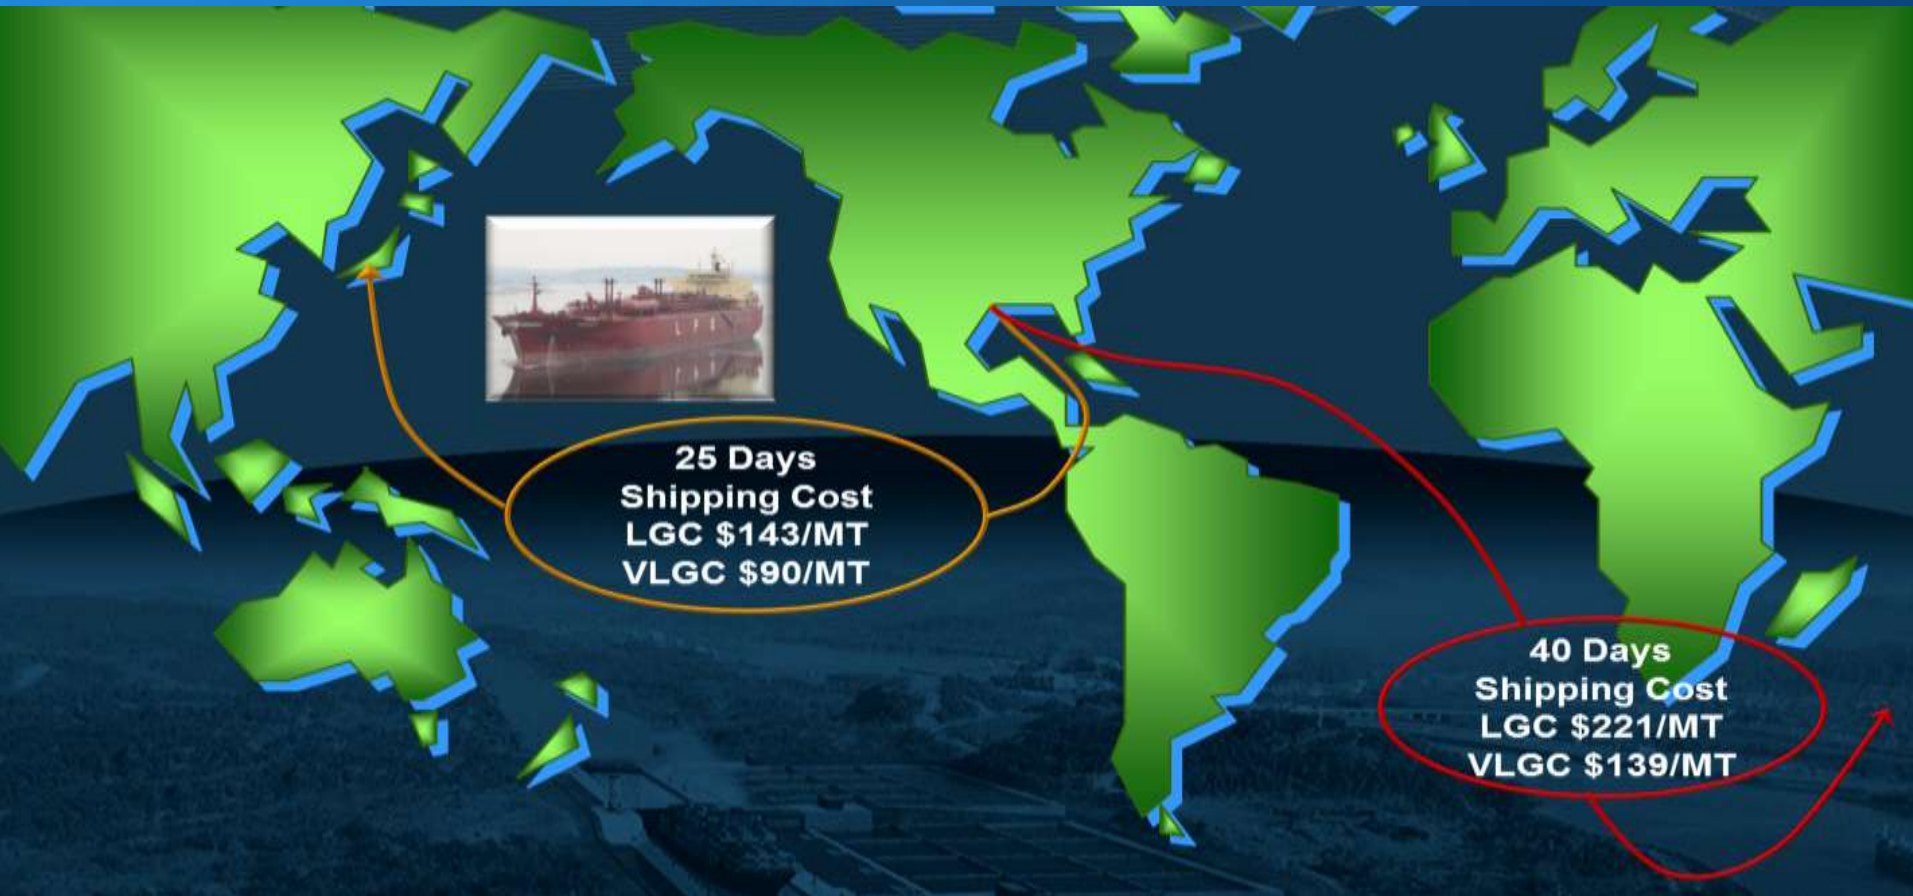 25 Days
Shipping Cost
LGC $143/MT
VLGC $90/MT
40 Days
Shipping Cost
LGC $221/MT
VLGC $139/MT